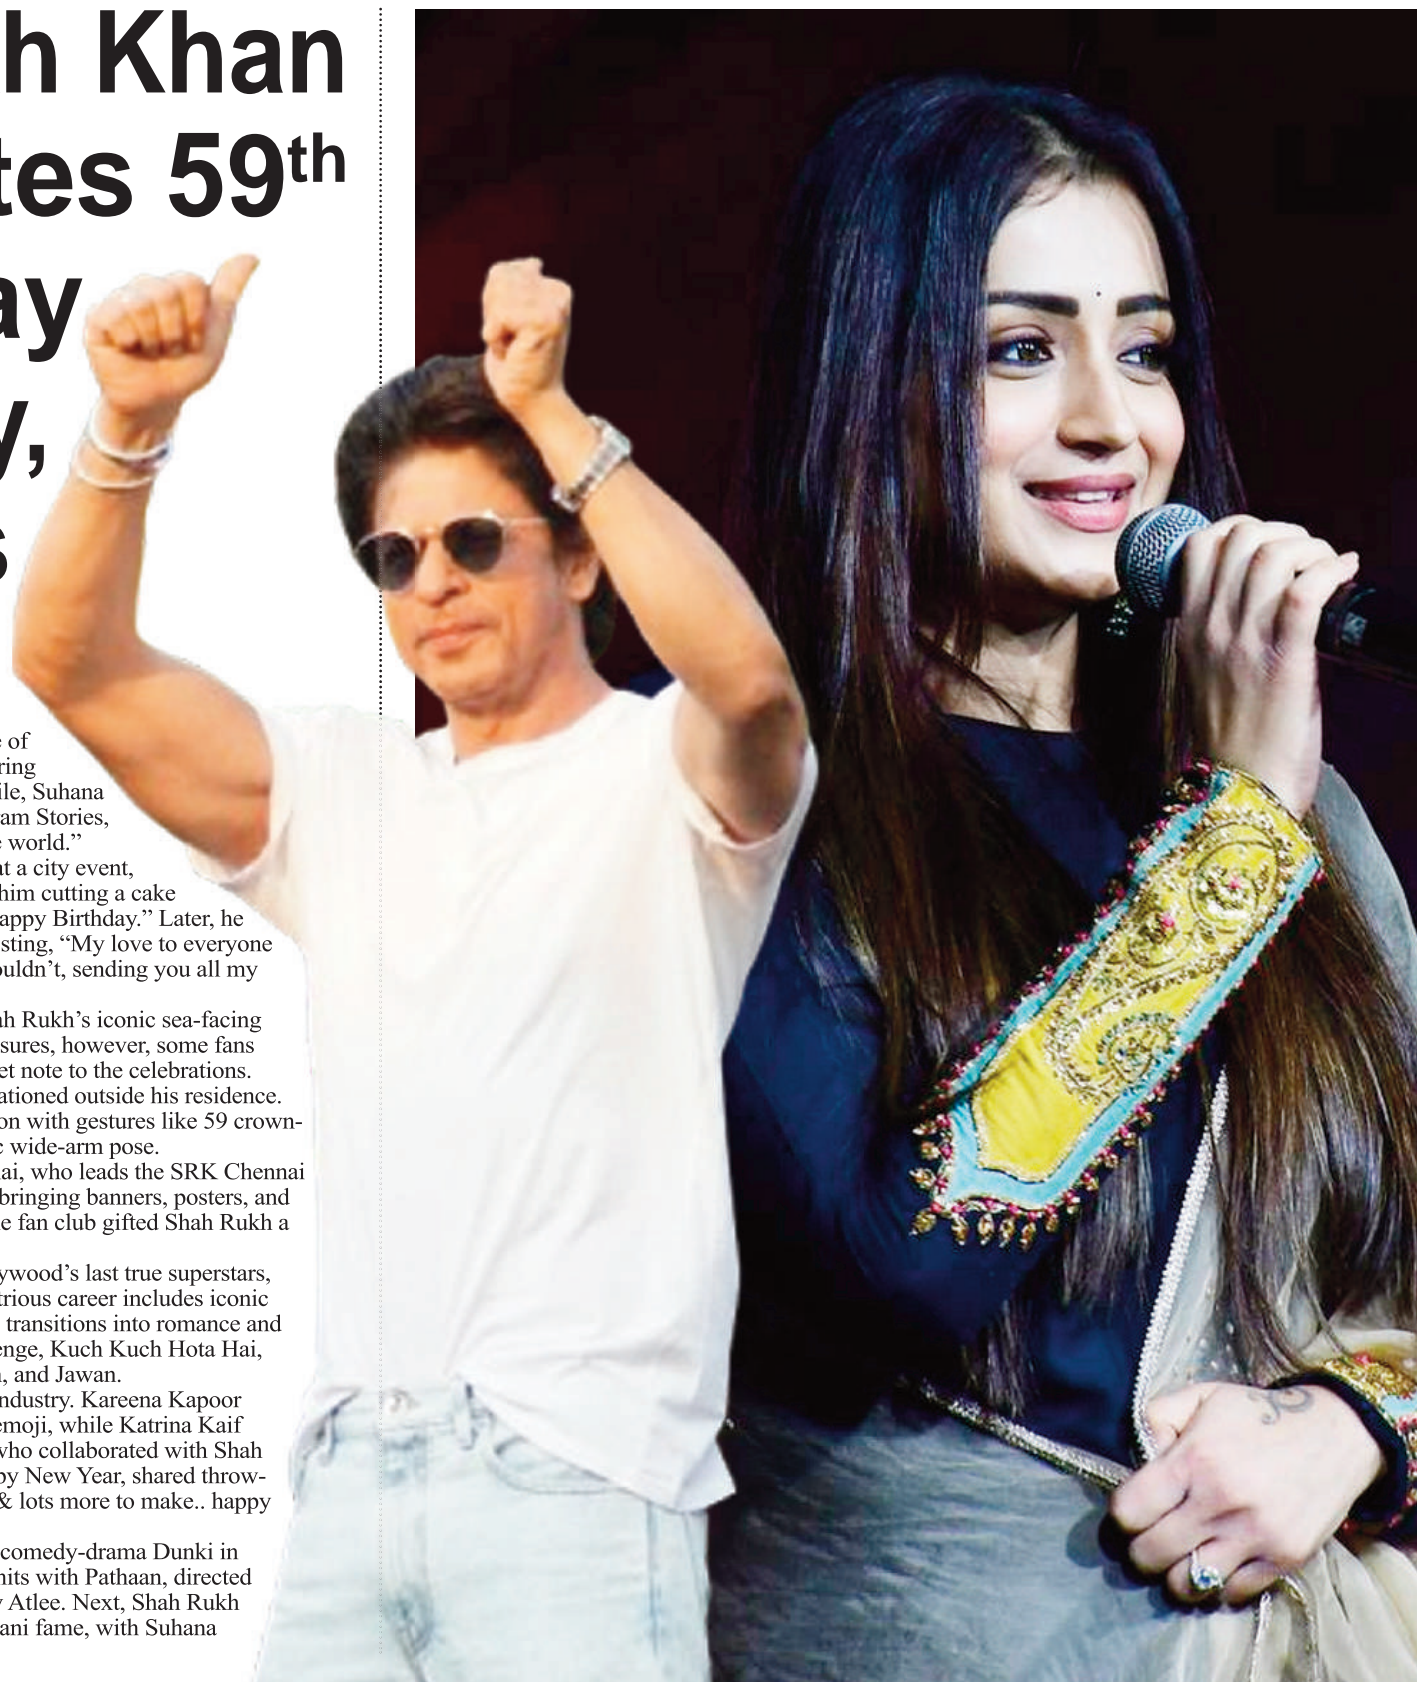 h Khan
tes 59th
ay
y,
s
e of
ring
ile, Suhana
ram Stories,
e world.”
at a city event,
him cutting a cake
appy Birthday.” Later, he
sting, “My love to everyone
ouldn’t, sending you all my
ah Rukh’s iconic sea-facing
sures, however, some fans
et note to the celebrations.
ationed outside his residence.
on with gestures like 59 crown-
c wide-arm pose.
nai, who leads the SRK Chennai
bringing banners, posters, and
e fan club gifted Shah Rukh a
ywood’s last true superstars,
trious career includes iconic
transitions into romance and
enge, Kuch Kuch Hota Hai,
n, and Jawan.
ndustry. Kareena Kapoor
emoji, while Katrina Kaif
who collaborated with Shah
py New Year, shared throw-
& lots more to make.. happy
comedy-drama Dunki in
hits with Pathaan, directed
y Atlee. Next, Shah Rukh
ani fame, with Suhana